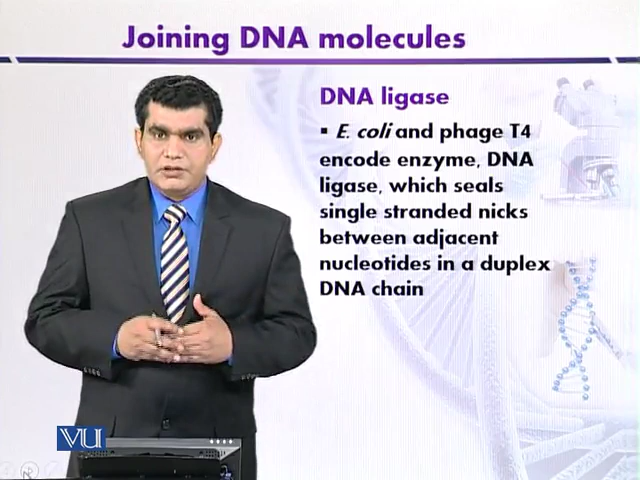 Joining DNA molecules
DNA ligase
▪ E. coli and phage T4
encode enzyme, DNA
ligase, which seals
single stranded nicks
between adjacent
nucleotides in a duplex
DNA chain
VU